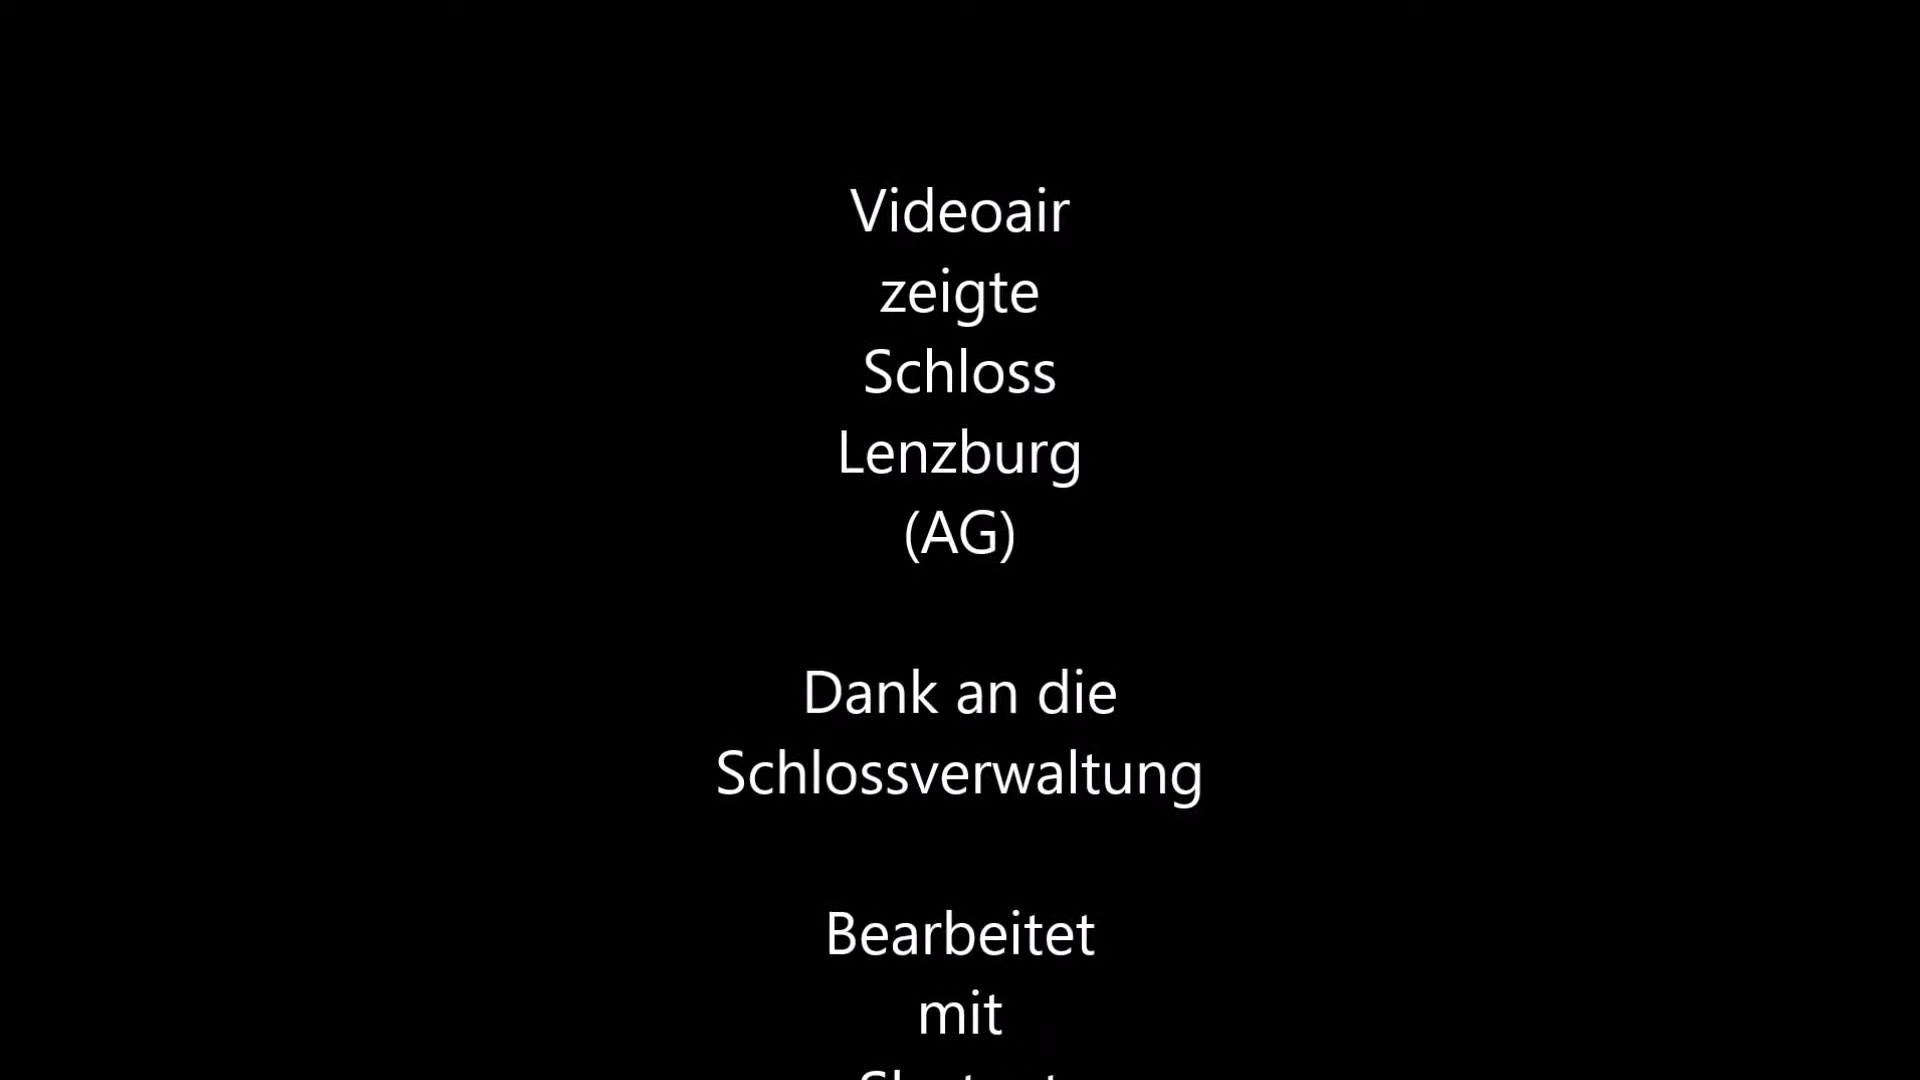 Videoair
zeigte
Schloss
Lenzburg
(AG)
Dank an die
Schlossverwaltung
Bearbeitet
mit